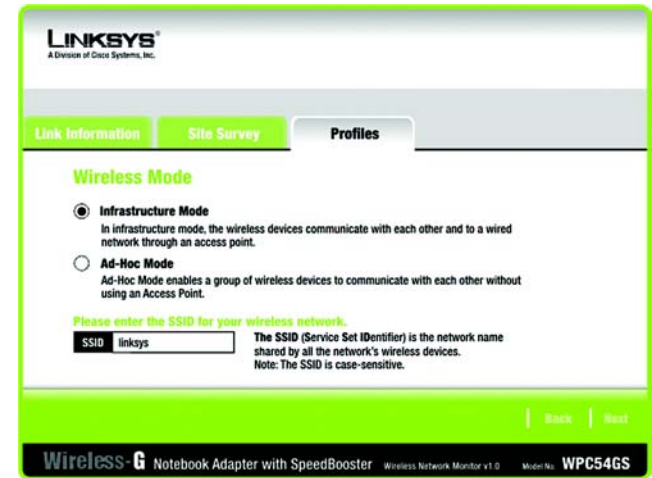 LINKSYS®
A Division of Cisco Systems, Inc.
Link Information Site Survey Profiles
Wireless Mode
Infrastructure Mode
In infrastructure mode, the wireless devices communicate with each other and to a wired
network through an access point.
Ad-Hoc Mode
Ad-Hoc Mode enables a group of wireless devices to communicate with each other without
using an Access Point.
Please enter the SSID for your wireless network.
SSID linksys
The SSID (Service Set IDentifier) is the network name
shared by all the network's wireless devices.
Note: The SSID is case-sensitive.
Back Next
Wireless-G Notebook Adapter with SpeedBooster Wireless Network Monitor v1.0 Model No. WPC54GS